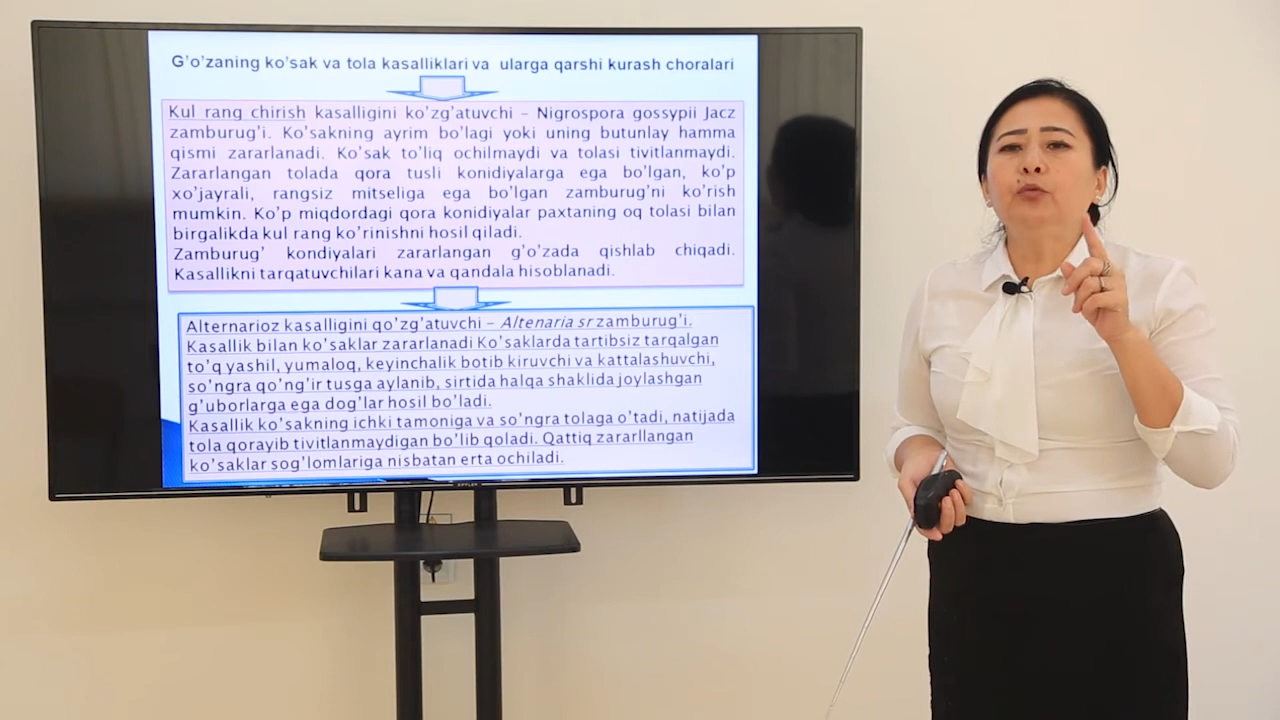 G’o’zaning ko’sak va tola kasalliklari va ularga qarshi kurash choralari
Kul rang chirish kasalligini ko’zg’atuvchi – Nigrospora gossypii Jacz
zamburug’i. Ko’sakning ayrim bo’lagi yoki uning butunlay hamma
qismi zararlanadi. Ko’sak to’liq ochilmaydi va tolasi tivitlanmaydi.
Zararlangan tolada qora tusli konidiyalarga ega bo’lgan, ko’p
xo’jayrali, rangsiz mitseliga ega bo’lgan zamburug’ni ko’rish
mumkin. Ko’p miqdordagi qora konidiyalar paxtaning oq tolasi bilan
birgalikda kul rang ko’rinishni hosil qiladi.
Zamburug’ kondiyalari zararlangan g’o’zada qishlab chiqadi.
Kasallikni tarqatuvchilari kana va qandala hisoblanadi.
Alternarioz kasalligini qo’zg’atuvchi – Altenaria sr zamburug’i.
Kasallik bilan ko’saklar zararlanadi Ko’saklarda tartibsiz tarqalgan
to’q yashil, yumaloq, keyinchalik botib kiruvchi va kattalashuvchi,
so’ngra qo’ng’ir tusga aylanib, sirtida halqa shaklida joylashgan
g’uborlarga ega dog’lar hosil bo’ladi.
Kasallik ko’sakning ichki tamoniga va so’ngra tolaga o’tadi, natijada
tola qorayib tivitlanmaydigan bo’lib qoladi. Qattiq zararllangan
ko’saklar sog’lomlariga nisbatan erta ochiladi.